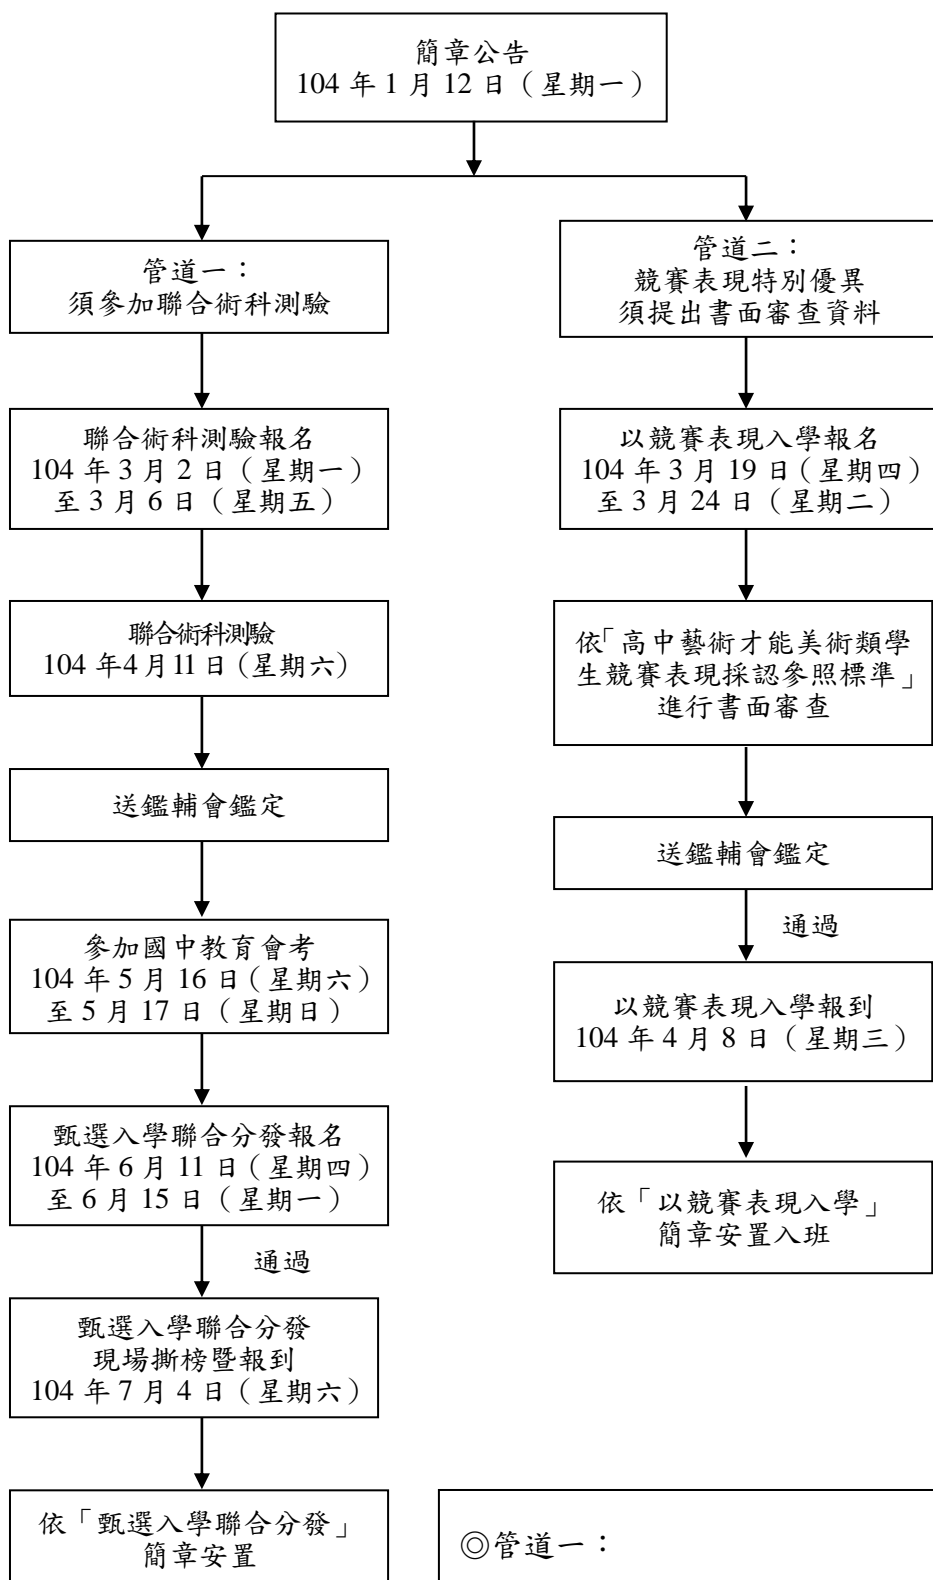 簡章公告
104 年 1 月 12 日（星期一）
管道一：
須參加聯合術科測驗
聯合術科測驗報名
104 年 3 月 2 日（星期一）
至 3 月 6 日（星期五）
聯合術科測驗
104 年4 月11 日(星期六)
送鑑輔會鑑定
參加國中教育會考
104 年 5 月 16 日（星期六）
至 5 月 17 日（星期日）
甄選入學聯合分發報名
104 年 6 月 11 日（星期四）
至 6 月 15 日（星期一）
通過
甄選入學聯合分發
現場撕榜暨報到
104 年 7 月 4 日（星期六）
依「甄選入學聯合分發」
簡章安置
管道二：
競賽表現特別優異
須提出書面審查資料
以競賽表現入學報名
104 年 3 月 19 日（星期四）
至 3 月 24 日（星期二）
依「高中藝術才能美術類學
生競賽表現採認參照標準」
進行書面審查
送鑑輔會鑑定
通過
以競賽表現入學報到
104 年 4 月 8 日（星期三）
依「以競賽表現入學」
簡章安置入班
◎管道一：